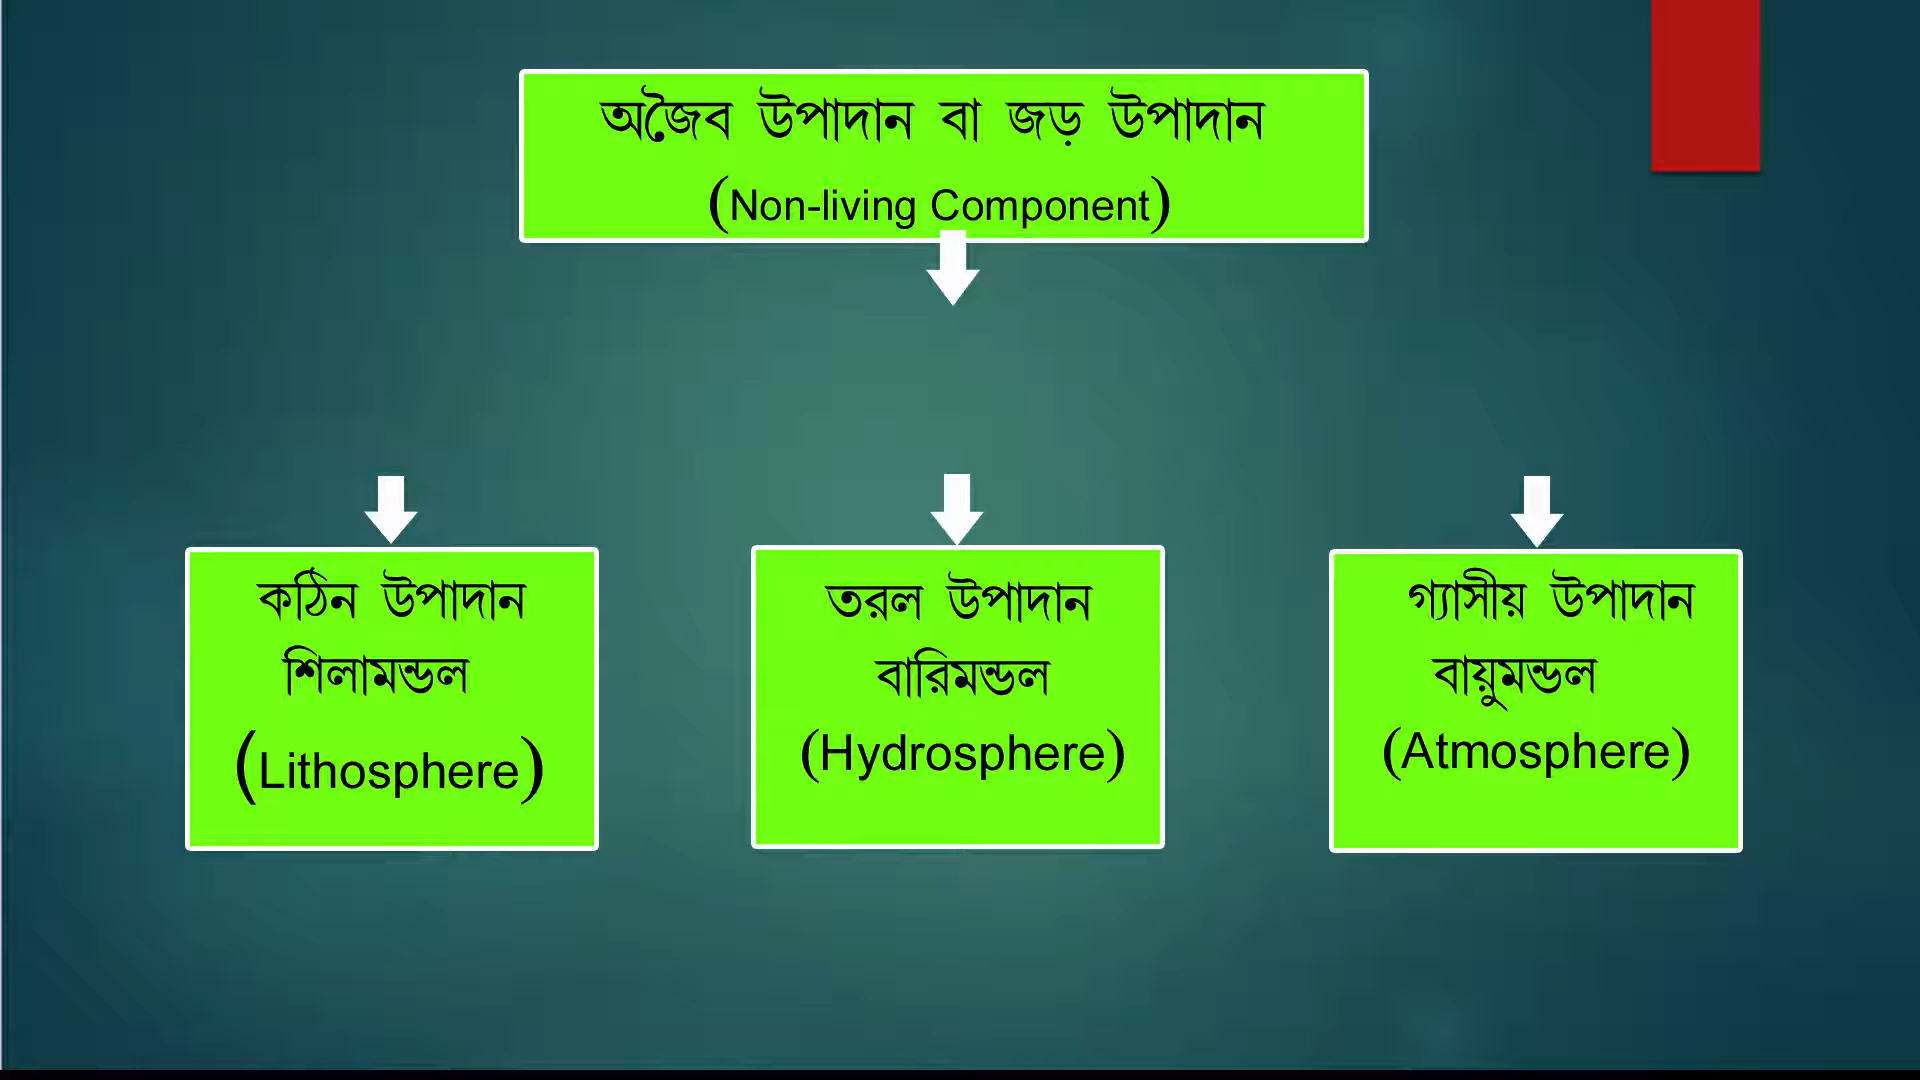 অজৈব উপাদান বা জড় উপাদান
(Non-living Component)
কঠিন উপাদান
শিলামন্ডল
(Lithosphere)
তরল উপাদান
বারিমন্ডল
(Hydrosphere)
গ্যাসীয় উপাদান
বায়ুমন্ডল
(Atmosphere)